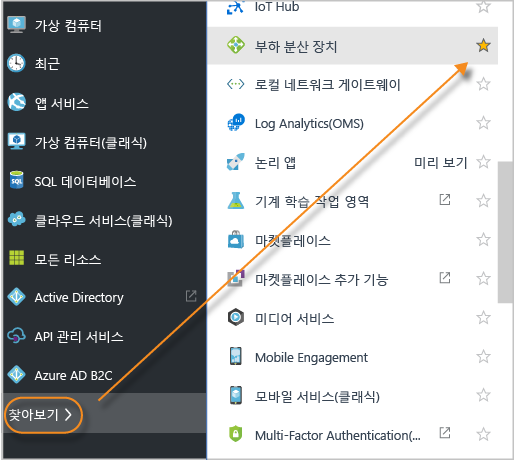 가상 컴퓨터
최근
앱 서비스
가상 컴퓨터(클래식)
SQL 데이터베이스
클라우드 서비스(클래식)
모든 리소스
Active Directory
API 관리 서비스
Azure AD B2C
찾아보기 >
IoT Hub
부하 분산 장치
로컬 네트워크 게이트웨이
Log Analytics(OMS)
논리 앱 미리 보기
기계 학습 작업 영역
마켓플레이스
마켓플레이스 추가 기능
미디어 서비스
Mobile Engagement
모바일 서비스(클래식)
Multi-Factor Authentication(...